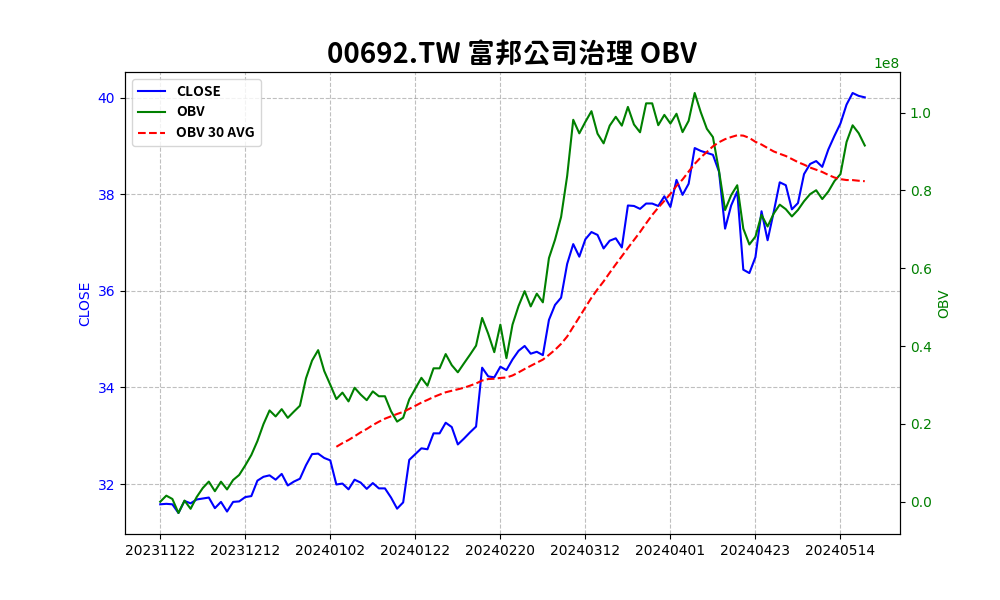 00692.TW 富邦公司治理 OBV
1e8
CLOSE
OBV
OBV 30 AVG
40
38
36
34
32
CLOSE
1.0
0.8
0.6
0.4
0.2
0.0
OBV
20231122 20231212 20240102 20240122 20240220 20240312 20240401 20240423 20240514